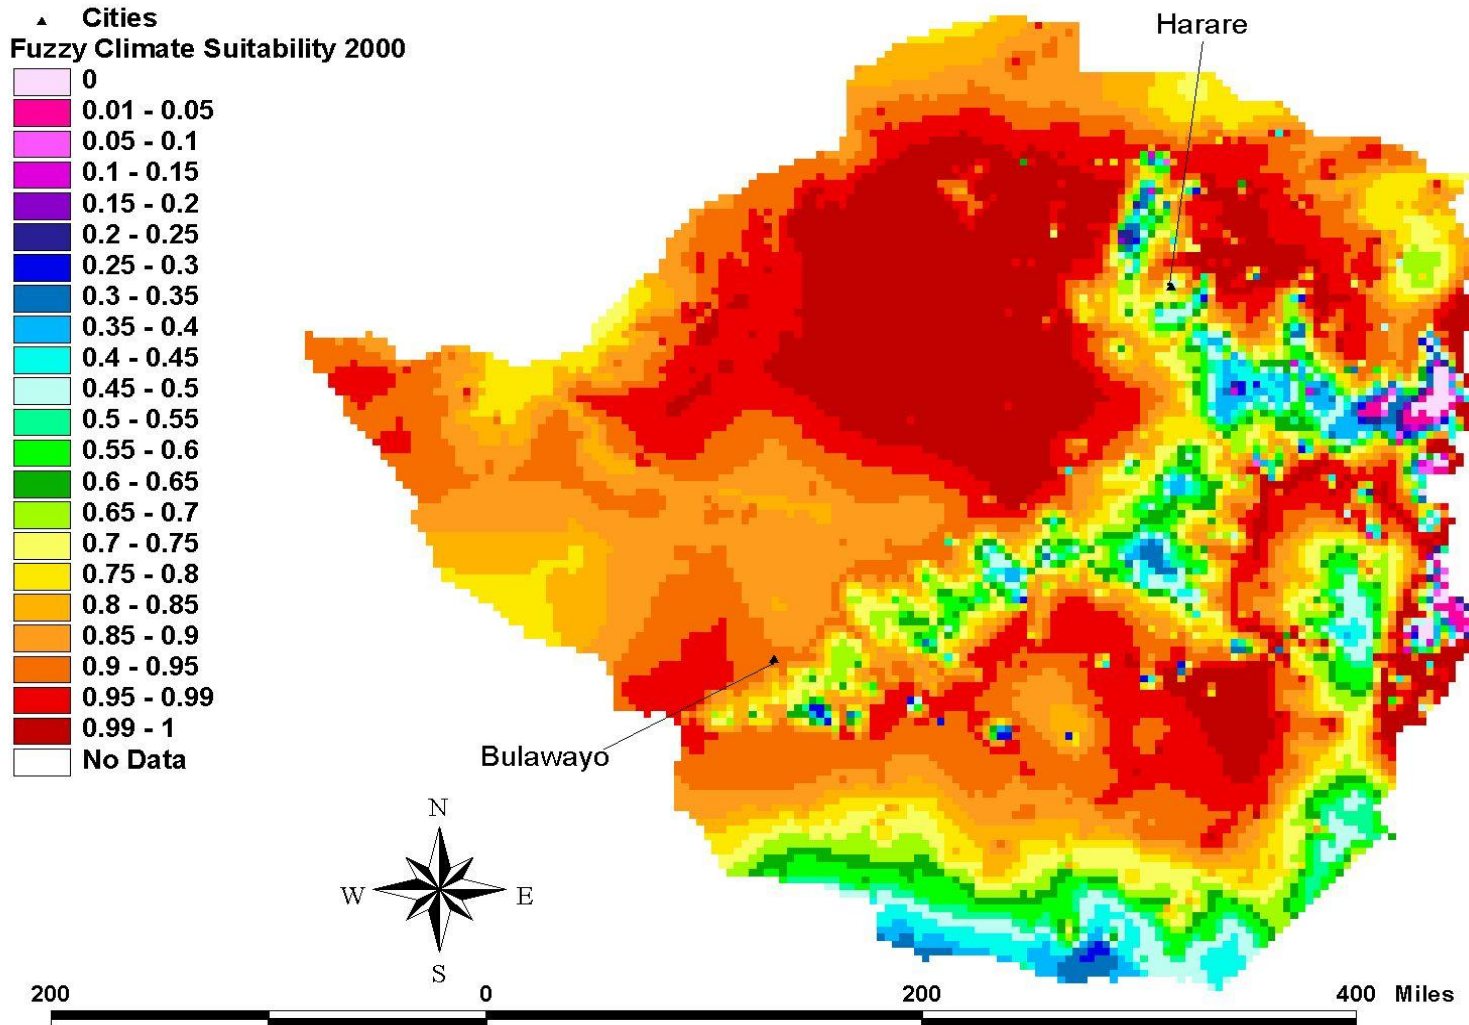 Cities
Fuzzy Climate Suitability 2000
0
0.01 - 0.05
0.05 - 0.1
0.1 - 0.15
0.15 - 0.2
0.2 - 0.25
0.25 - 0.3
0.3 - 0.35
0.35 - 0.4
0.4 - 0.45
0.45 - 0.5
0.5 - 0.55
0.55 - 0.6
0.6 - 0.65
0.65 - 0.7
0.7 - 0.75
0.75 - 0.8
0.8 - 0.85
0.85 - 0.9
0.9 - 0.95
0.95 - 0.99
0.99 - 1
No Data
Harare
Bulawayo
N
W E
S
200 0 200 400 Miles